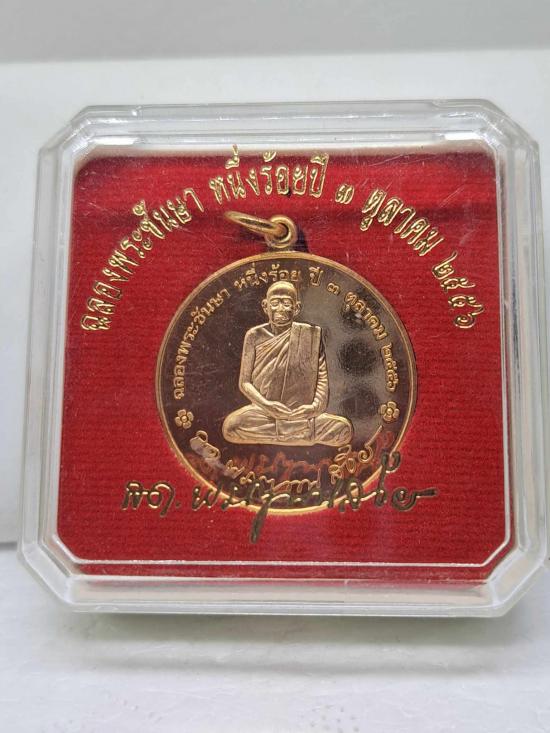 ฉลองพระชันษา หนึ่งร้อยปี ๓ ตุลาคม ๒๕๕๖
ฉลองพระชันษา หนึ่งร้อย ปี ๓ ตุลาคม ๒๕๕๖